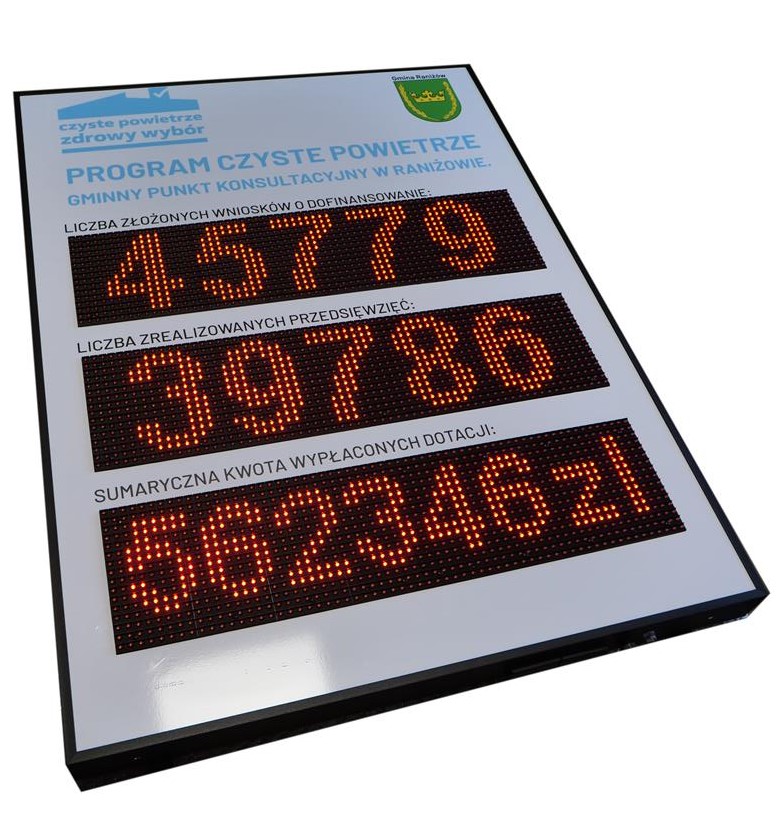 czyste powietrze
zdrowy wybór
Gmina Raniżów
PROGRAM CZYSTE POWIETRZE
GMINNY PUNKT KONSULTACYJNY W RANIŻOWIE.
LICZBA ZŁOŻONYCH WNIOSKÓW O DOFINANSOWANIE:
45779
LICZBA ZREALIZOWANYCH PRZEDSIĘWZIĘĆ:
39786
SUMARYCZNA KWOTA WYPŁACONYCH DOTACJI:
562346zl